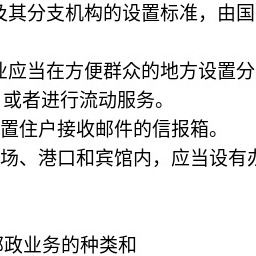 及其分支机构的设置标准，由国
业应当在方便群众的地方设置分
，或者进行流动服务。
置住户接收邮件的信报箱。
场、港口和宾馆内，应当设有办
邮政业务的种类和